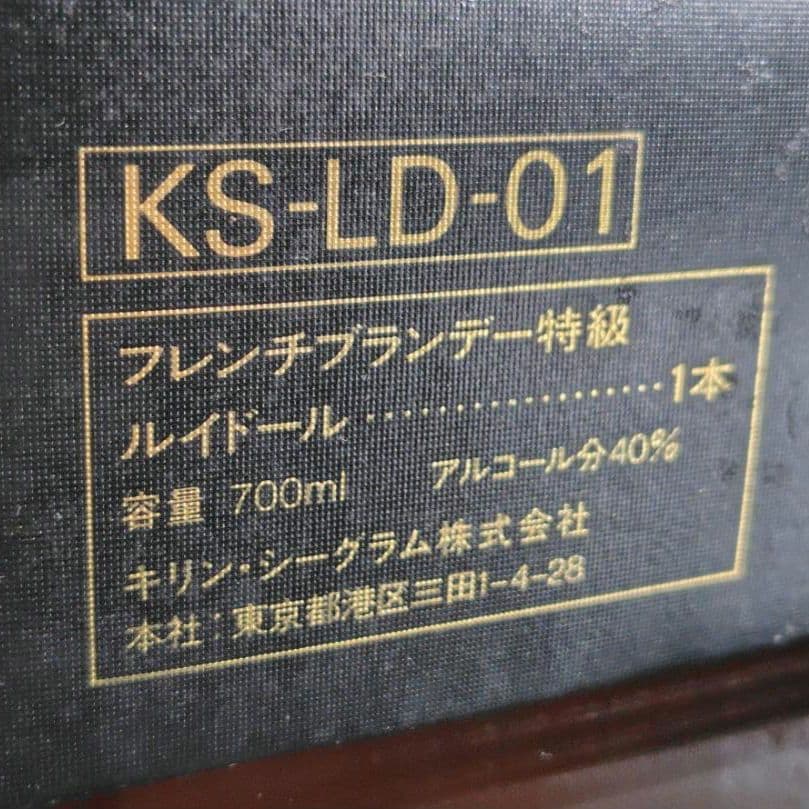 KS-LD-01
フレンチブランデー特級
ルイドール‥‥‥‥‥‥‥‥‥1本
容量 700ml アルコール分40%
キリン・シーグラム株式会社
本社：東京都港区三田1-4-28